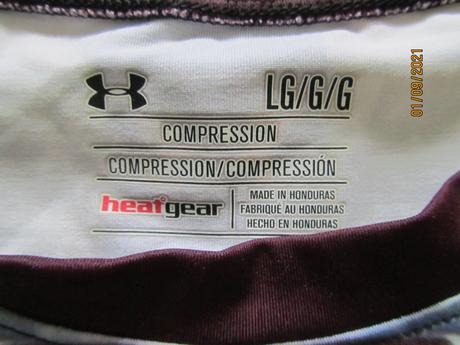 LG/G/G
COMPRESSION
COMPRESSION/COMPRESSIÓN
heatgear
MADE IN HONDURAS
FABRIQUÉ AU HONDURAS
HECHO EN HONDURAS
01/09/2021